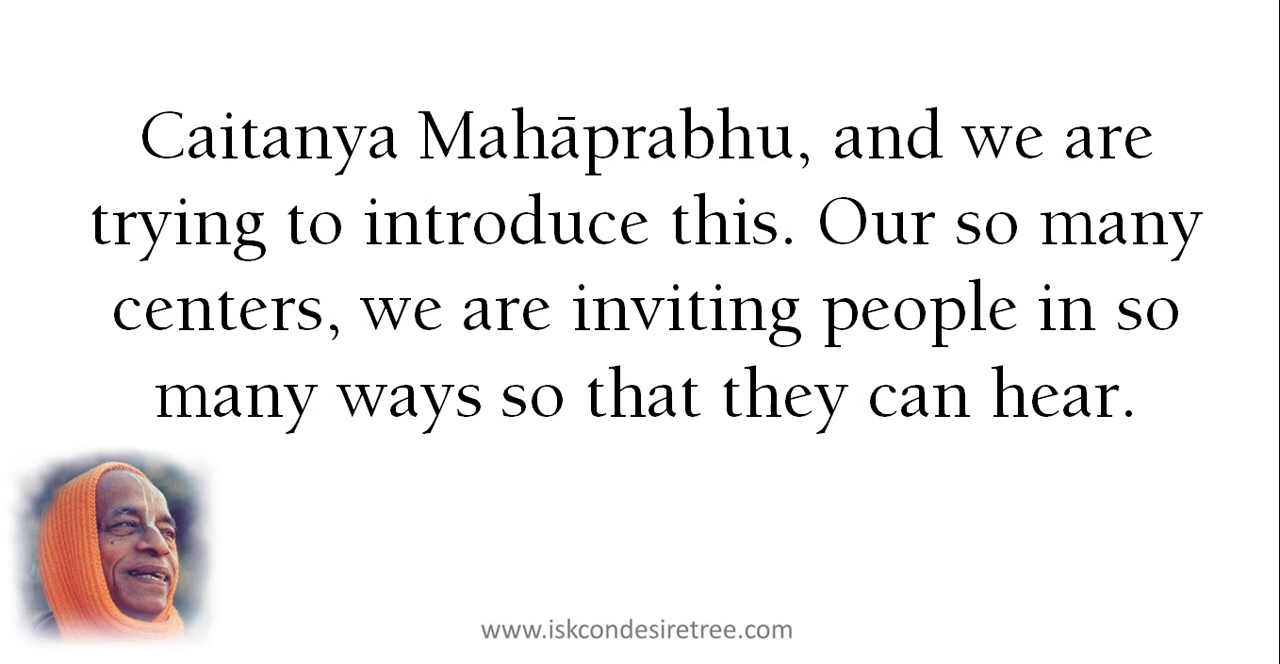 Caitanya Mahāprabhu, and we are
trying to introduce this. Our so many
centers, we are inviting people in so
many ways so that they can hear.
www.iskcondesiretree.com